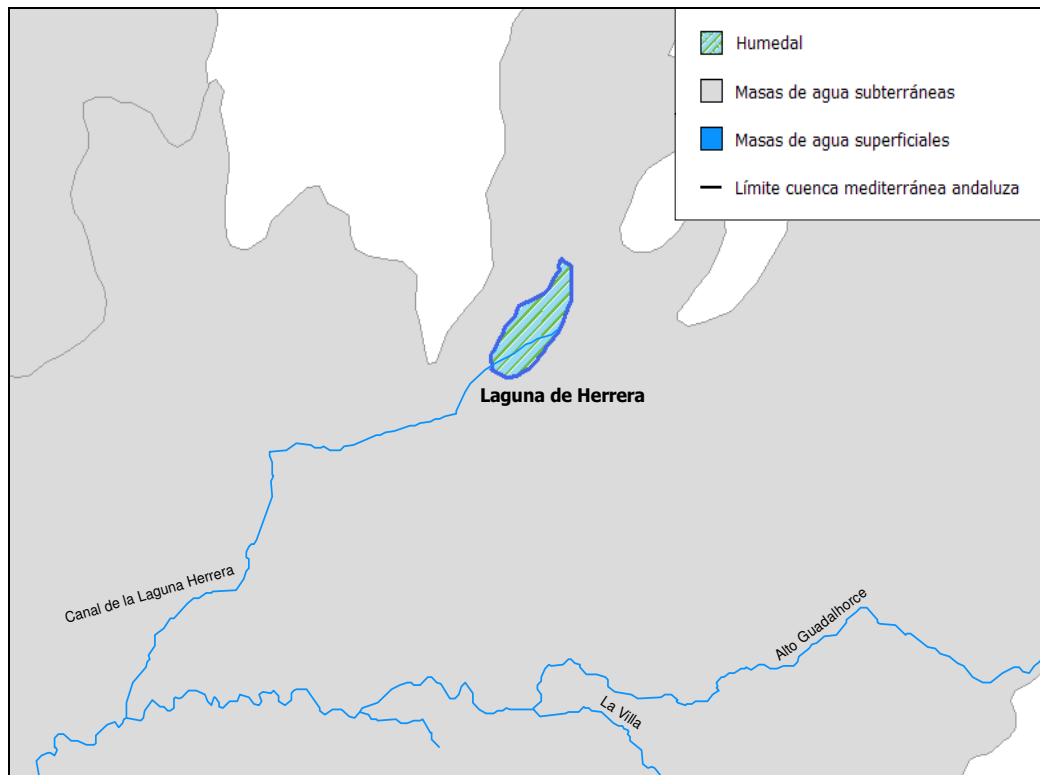 Humedal
Masas de agua subterráneas
Masas de agua superficiales
Límite cuenca mediterránea andaluza
Laguna de Herrera
Canal de la Laguna Herrera
Alto Guadalhorce
La Villa